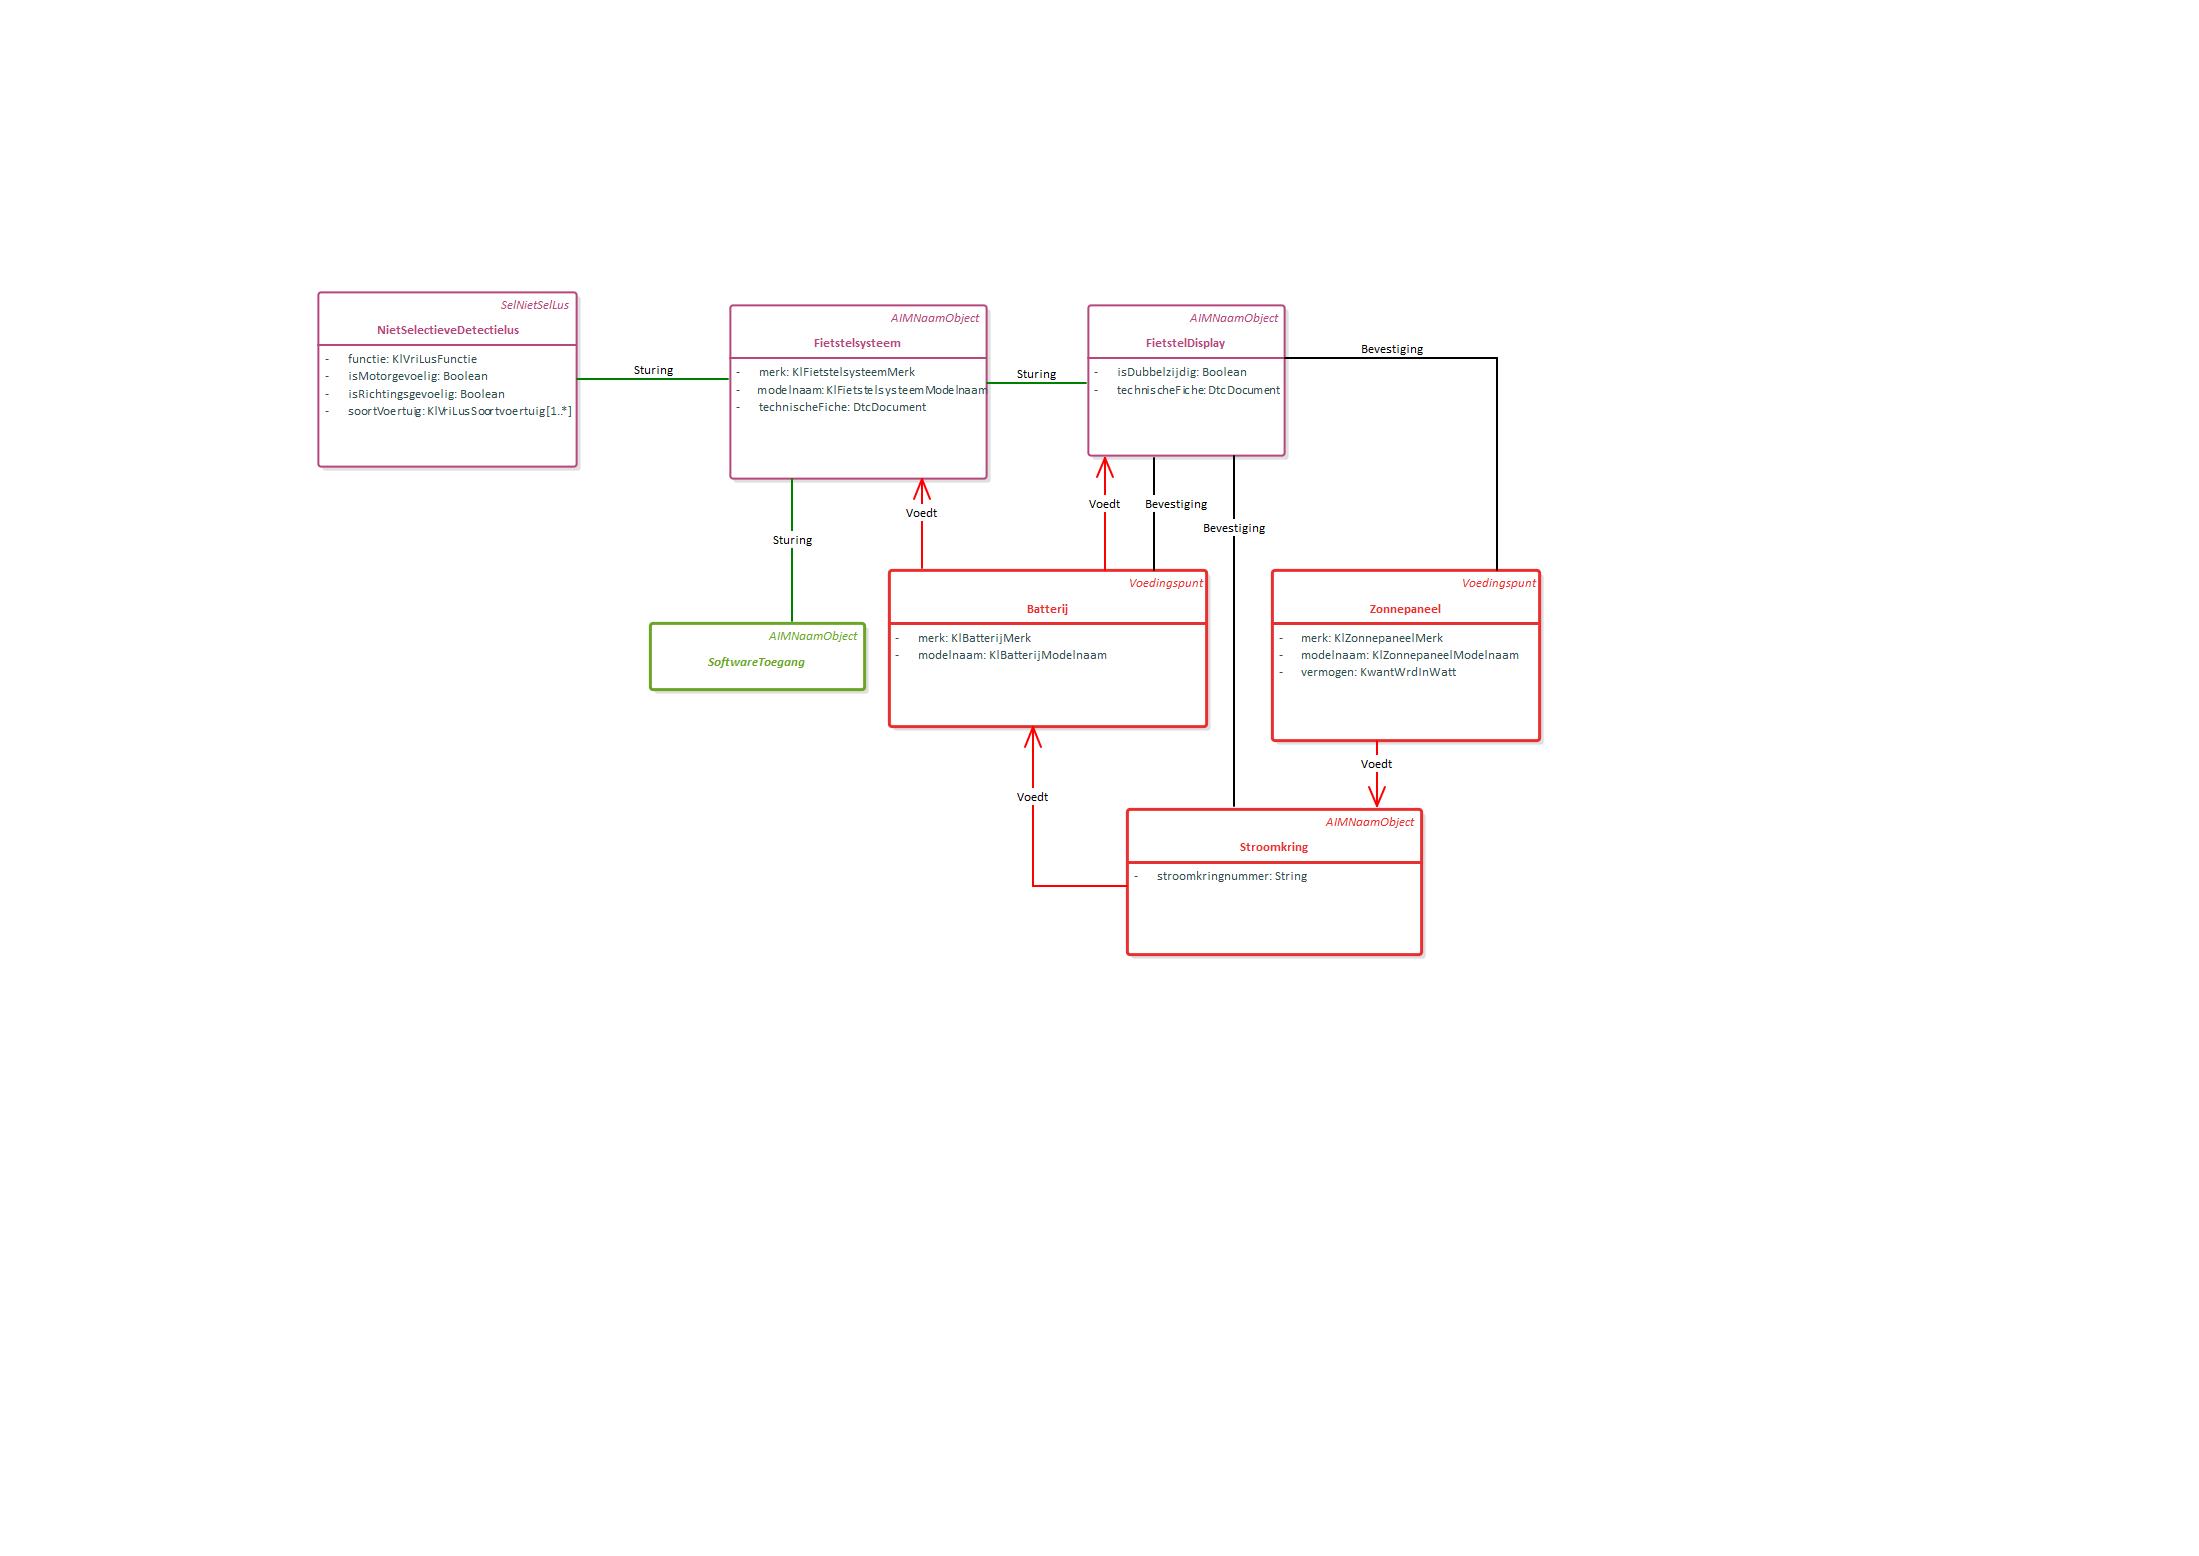 SelNietSelLus
NietSelectieveDetectielus
- functie: KlVriLusFunctie
- isMotorgevoelig: Boolean
- isRichtingsgevoelig: Boolean
- soortVoertuig: KlVriLusSoortvoertuig[1..*]
Sturing
AIMNaamObject
Fietstelsysteem
- merk: KlFietstelsysteemMerk
- modelnaam: KlFietstelsysteemModelnaam
- technischeFiche: DtcDocument
Sturing
AIMNaamObject
FietstelDisplay
- isDubbelzijdig: Boolean
- technischeFiche: DtcDocument
Bevestiging
Voedt
Voedt
Bevestiging
Bevestiging
Sturing
AIMNaamObject
SoftwareToegang
Voedingspunt
Batterij
- merk: KlBatterijMerk
- modelnaam: KlBatterijModelnaam
Voedingspunt
Zonnepaneel
- merk: KlZonnepaneelMerk
- modelnaam: KlZonnepaneelModelnaam
- vermogen: KwantWrdInWatt
Voedt
Voedt
AIMNaamObject
Stroomkring
- stroomkringnummer: String